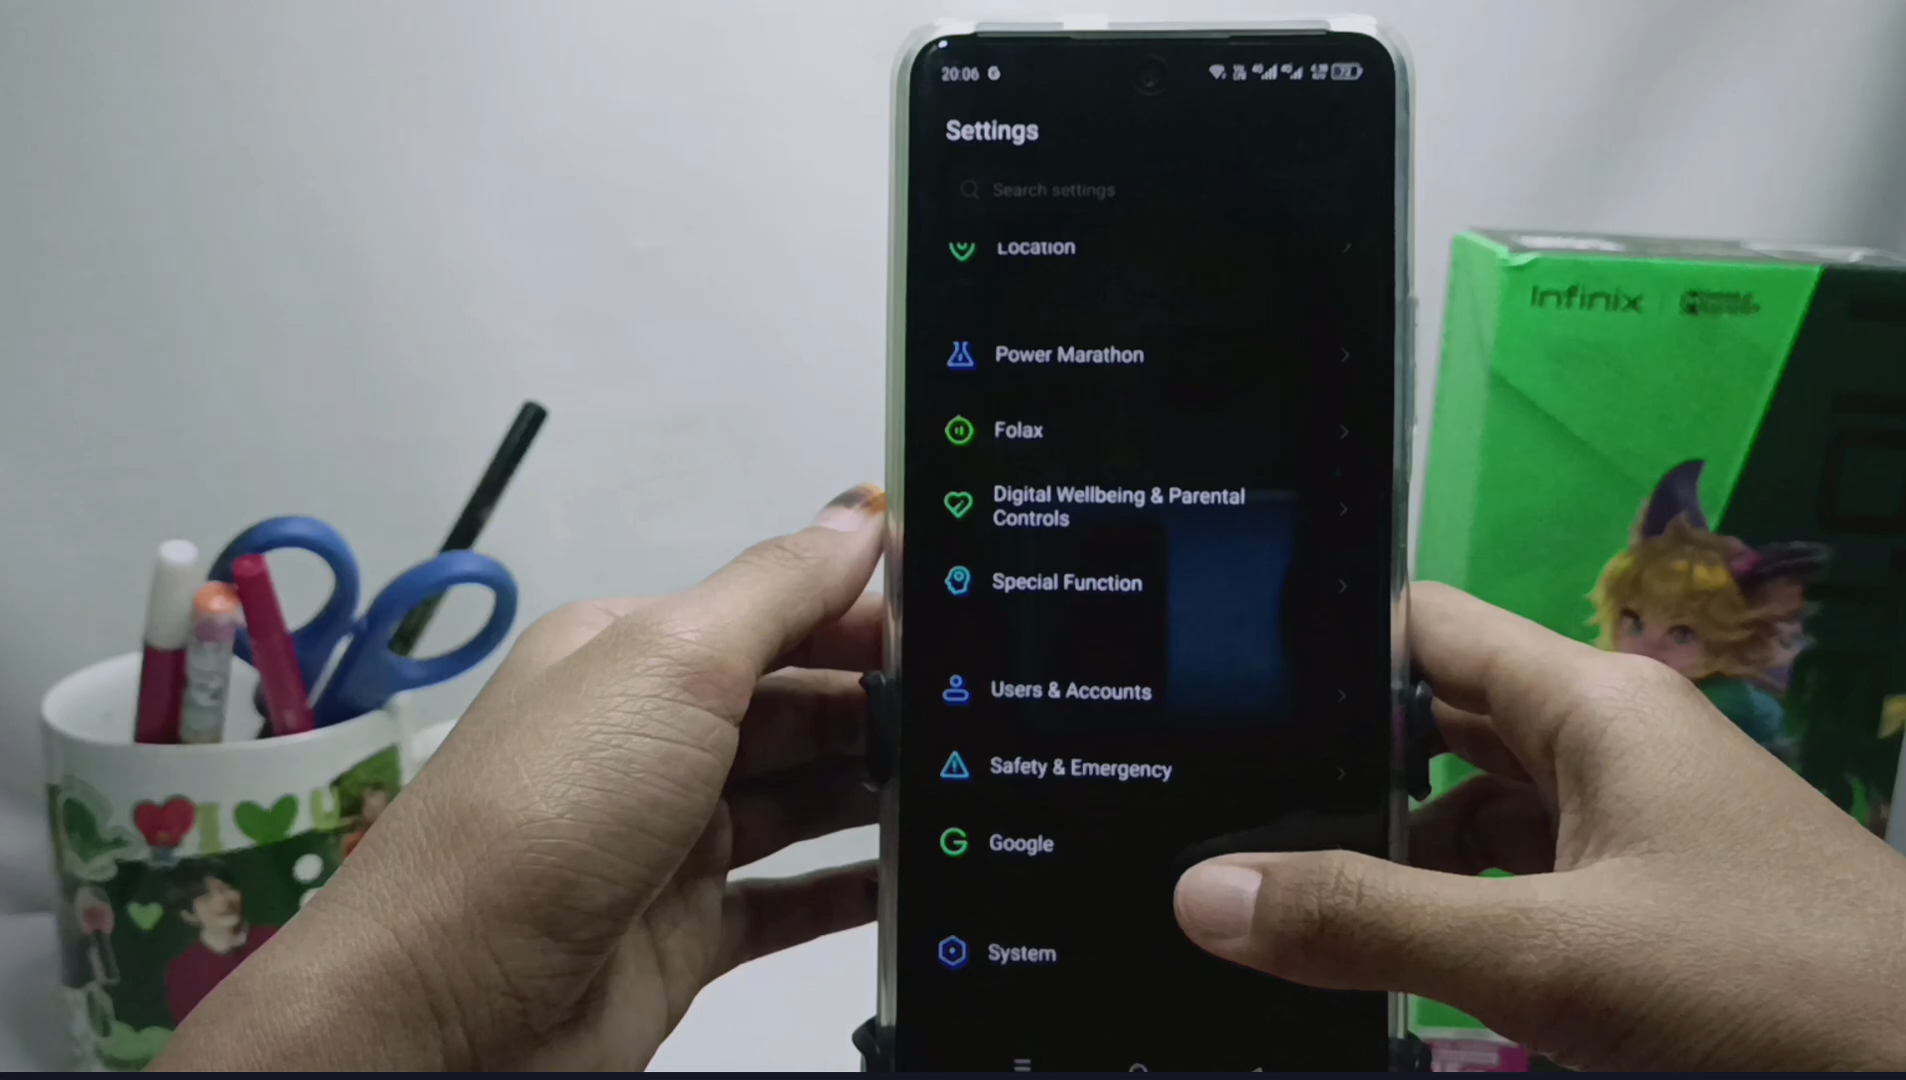 20:06 G
Settings
Search settings
Location
Power Marathon
Folax
Digital Wellbeing & Parental
Controls
Special Function
Users & Accounts
Safety & Emergency
Google
System
Infinix
I U